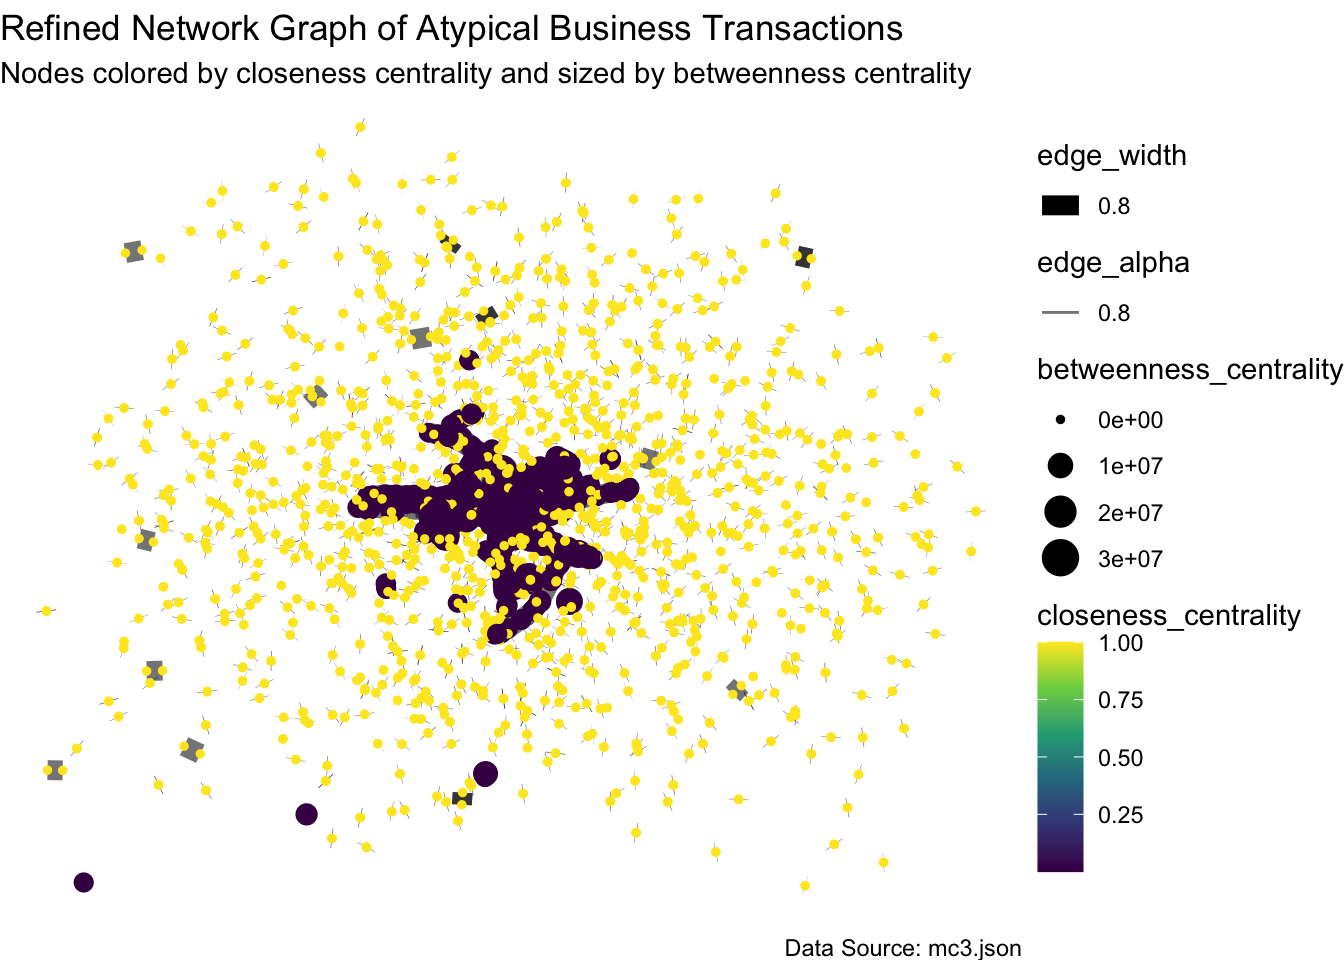 Refined Network Graph of Atypical Business Transactions
Nodes colored by closeness centrality and sized by betweenness centrality
edge_width
0.8
edge_alpha
0.8
betweenness_centrality
0e+00
1e+07
2e+07
3e+07
closeness_centrality
1.00
0.75
0.50
0.25
Data Source: mc3.json